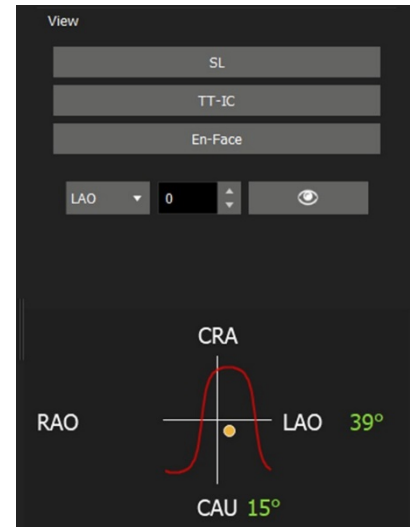 View
SL
TT-IC
En-Face
LAO 0
CRA
RAO LAO 39°
CAU 15°